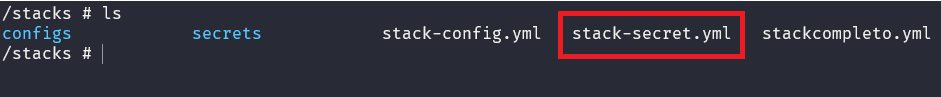 /stacks # ls
configs secrets stack-config.yml stack-secret.yml stackcompleto.yml
/stacks #